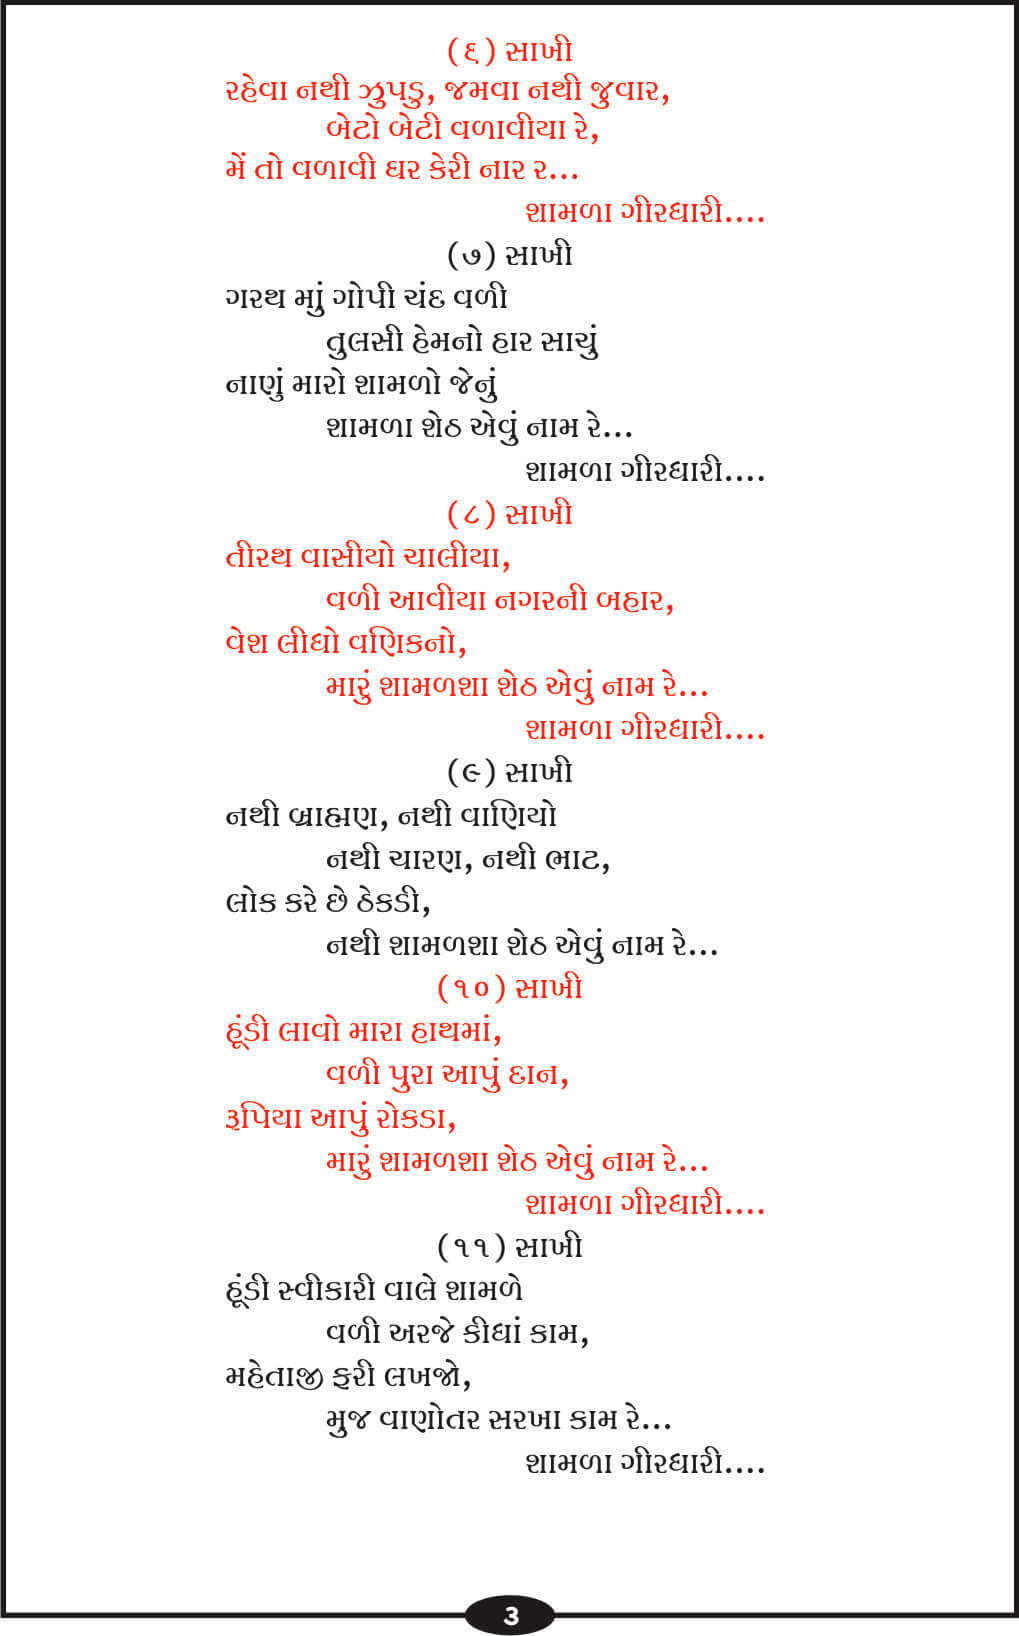 (૬) સાખી
રહેવા નથી ઝુપડુ, જમવા નથી જુવાર,
બેટો બેટી વળાવીયા રે,
મેં તો વળાવી ઘર કેરી નાર ર...
શામળા ગીરધારી....
(૭) સાખી
ગરથ મ્હું ગોપી ચંદ વળી
તુલસી હેમનો હાર સાચું
નાણું મારો શામળો જેનું
શામળા શેઠ એવું નામ રે...
શામળા ગીરધારી....
(૮) સાખી
તીરથ વાસીયો ચાલીયા,
વળી આવીયા નગરની બહાર,
વેશ લીધો વણિકનો,
મારું શામળશા શેઠ એવું નામ રે...
શામળા ગીરધારી....
(૯) સાખી
નથી બ્રાહ્મણ, નથી વાણિયો
નથી ચારણ, નથી ભાટ,
લોક કરે છે ઠેકડી,
નથી શામળશા શેઠ એવું નામ રે...
(૧૦) સાખી
હૂંડી લાવો મારા હાથમાં,
વળી પુરા આપું દાન,
રૂપિયા આપું રોકડા,
મારું શામળશા શેઠ એવું નામ રે...
શામળા ગીરધારી....
(૧૧) સાખી
હૂંડી સ્વીકારી વાલે શામળે
વળી અરજે કીધાં કામ,
મહેતાજી ફરી લખજો,
મુજ વાણોતર સરખા કામ રે...
શામળા ગીરધારી....
3